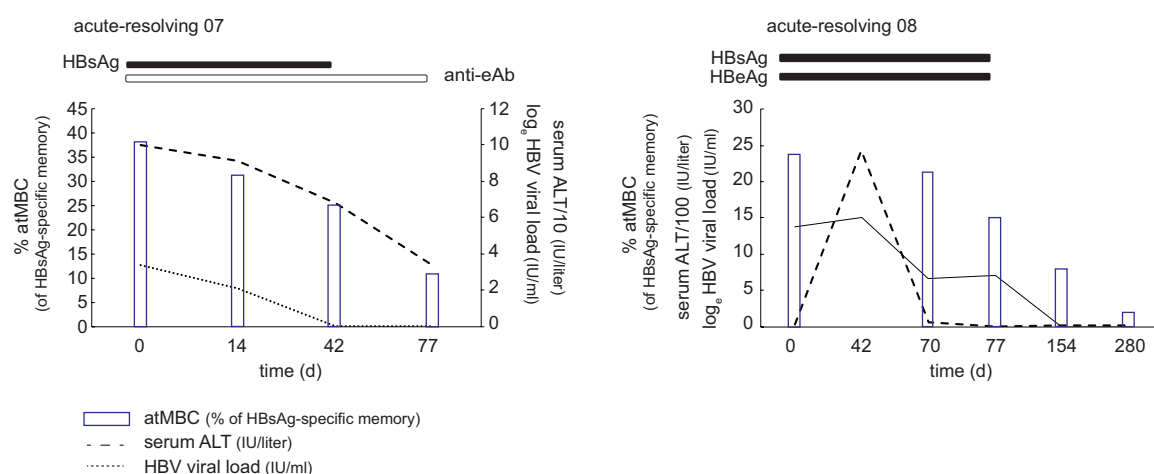 acute-resolving 07
HBsAg
anti-eAb
% atMBC
(of HBsAg-specific memory)
45
40
35
30
25
20
15
10
5
0
12
10
8
6
4
2
0
serum ALT/10 (IU/liter)
logₑ HBV viral load (IU/ml)
0 14 42 77
time (d)
acute-resolving 08
HBsAg
HBeAg
% atMBC
(of HBsAg-specific memory)
serum ALT/100 (IU/liter)
logₑ HBV viral load (IU/ml)
30
25
20
15
10
5
0
0 42 70 77 154 280
time (d)
atMBC (% of HBsAg-specific memory)
serum ALT (IU/liter)
HBV viral load (IU/ml)